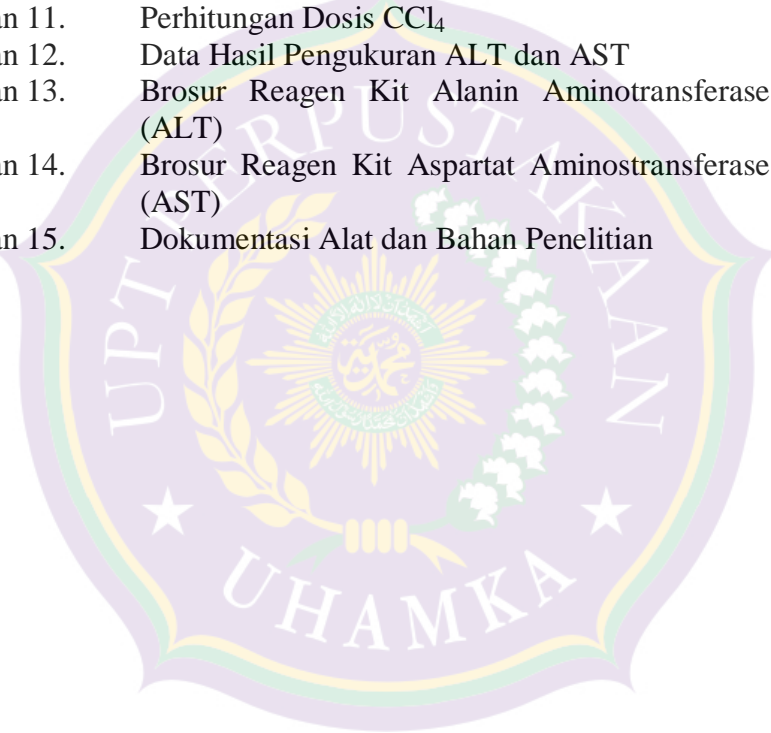 an 11. Perhitungan Dosis CCl₄
an 12. Data Hasil Pengukuran ALT dan AST
an 13. Brosur Reagen Kit Alanin Aminotransferase
(ALT)
an 14. Brosur Reagen Kit Aspartat Aminostransferase
(AST)
an 15. Dokumentasi Alat dan Bahan Penelitian
UPT PERPUSTAKAAN
UHAMKA